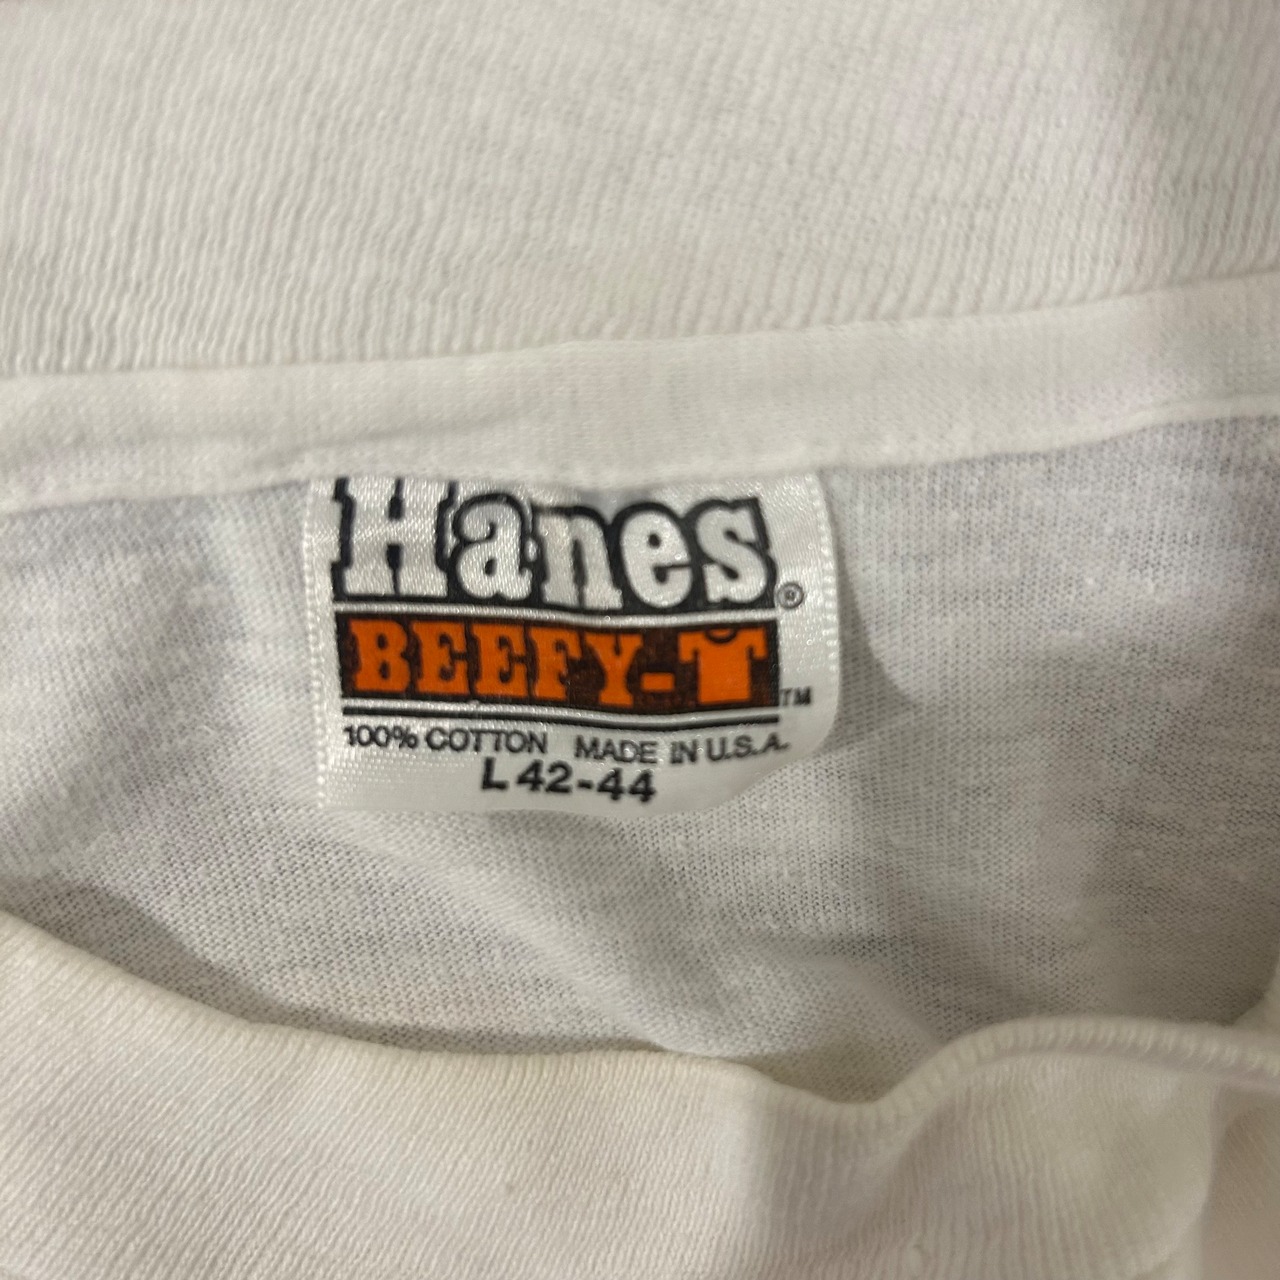 Hanes®
BEEFY-T™
100% COTTON MADE IN U.S.A.
L 42-44